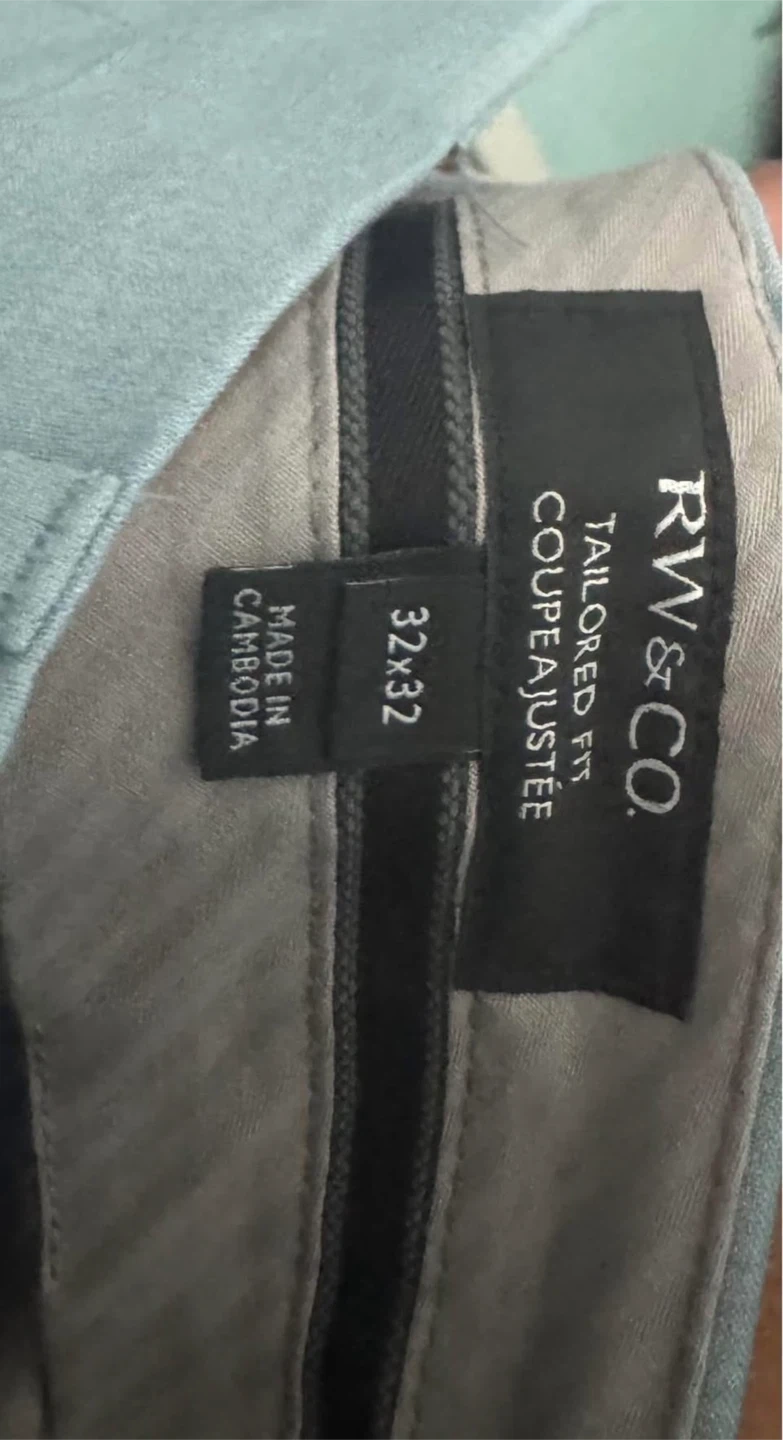 RW&CO.
TAILORED FIT
COUPE AJUSTÉE
32x32
MADE IN
CAMBODIA